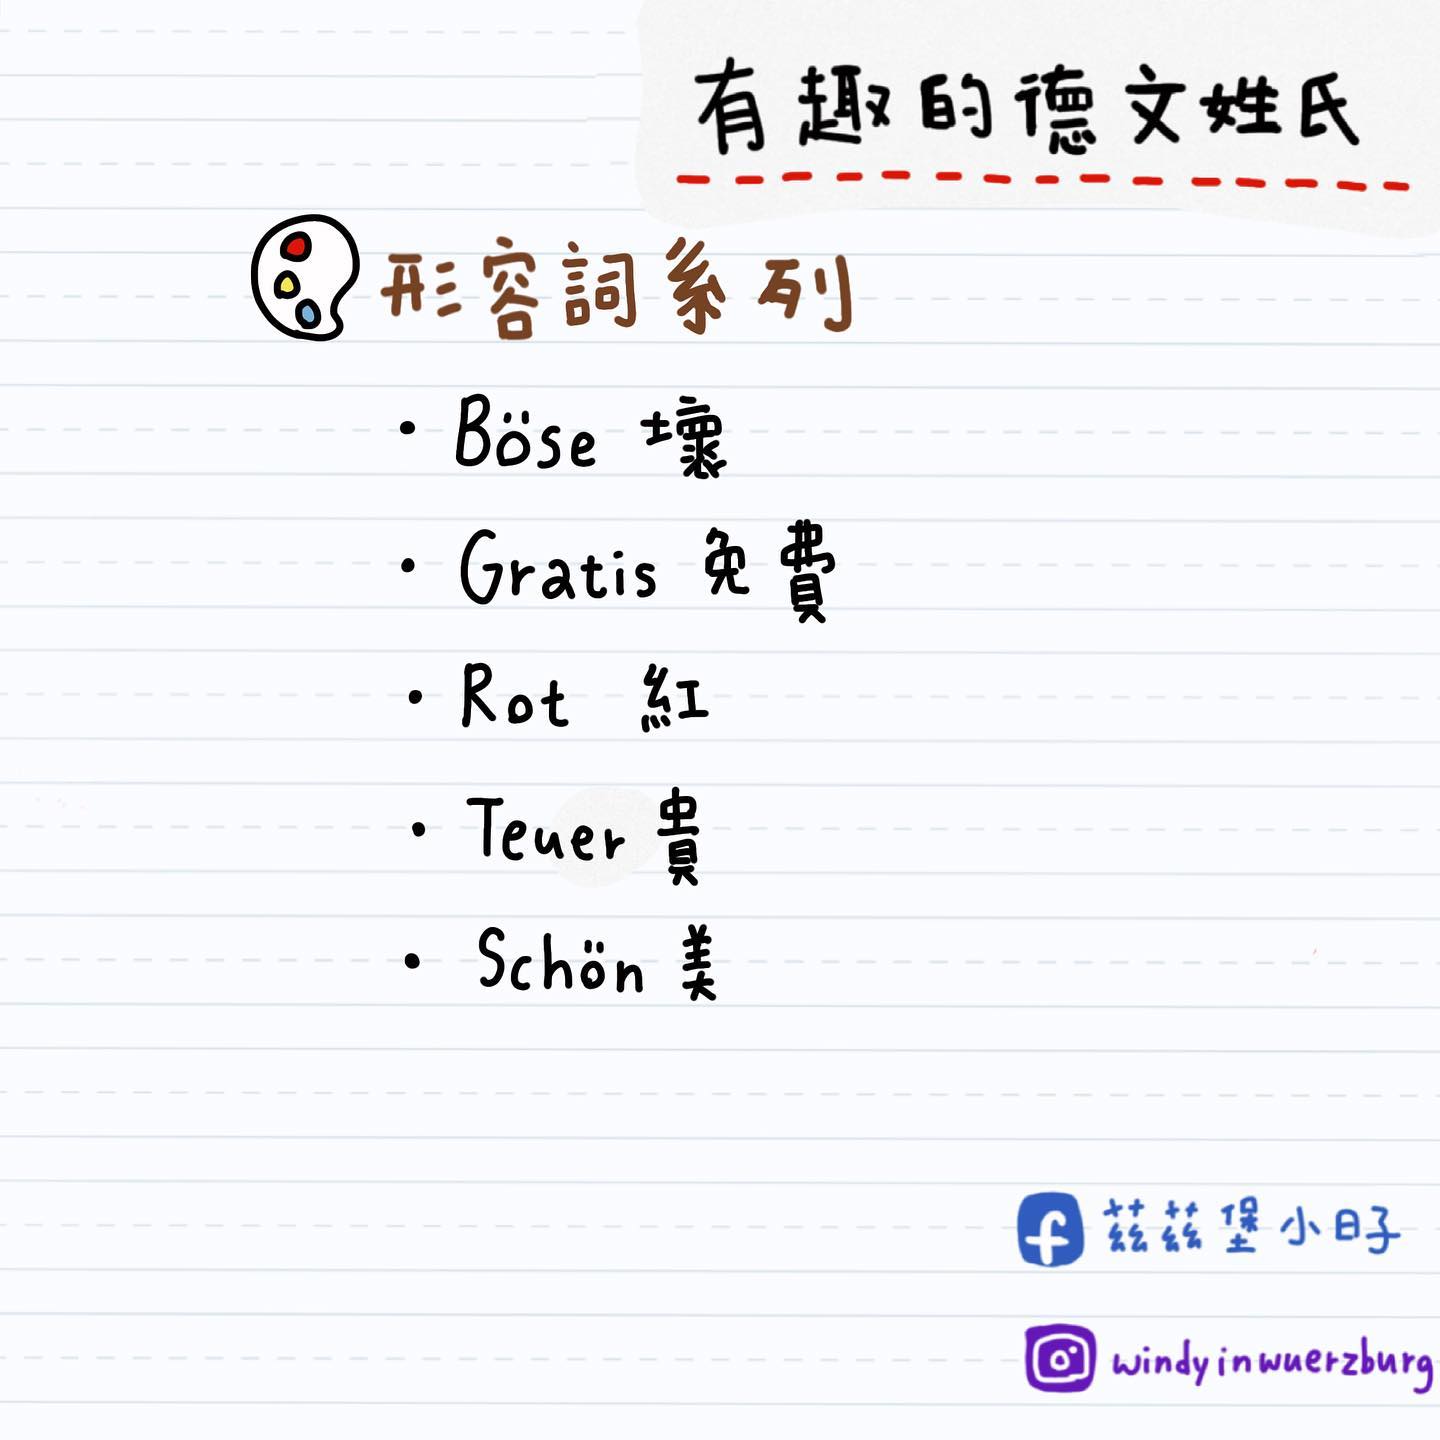 有趣的德文姓氏
形容詞系列
• Böse 壞
• Gratis 免費
• Rot 紅
• Teuer 貴
• Schön 美
茲茲堡小日子
windyinwuerzburg